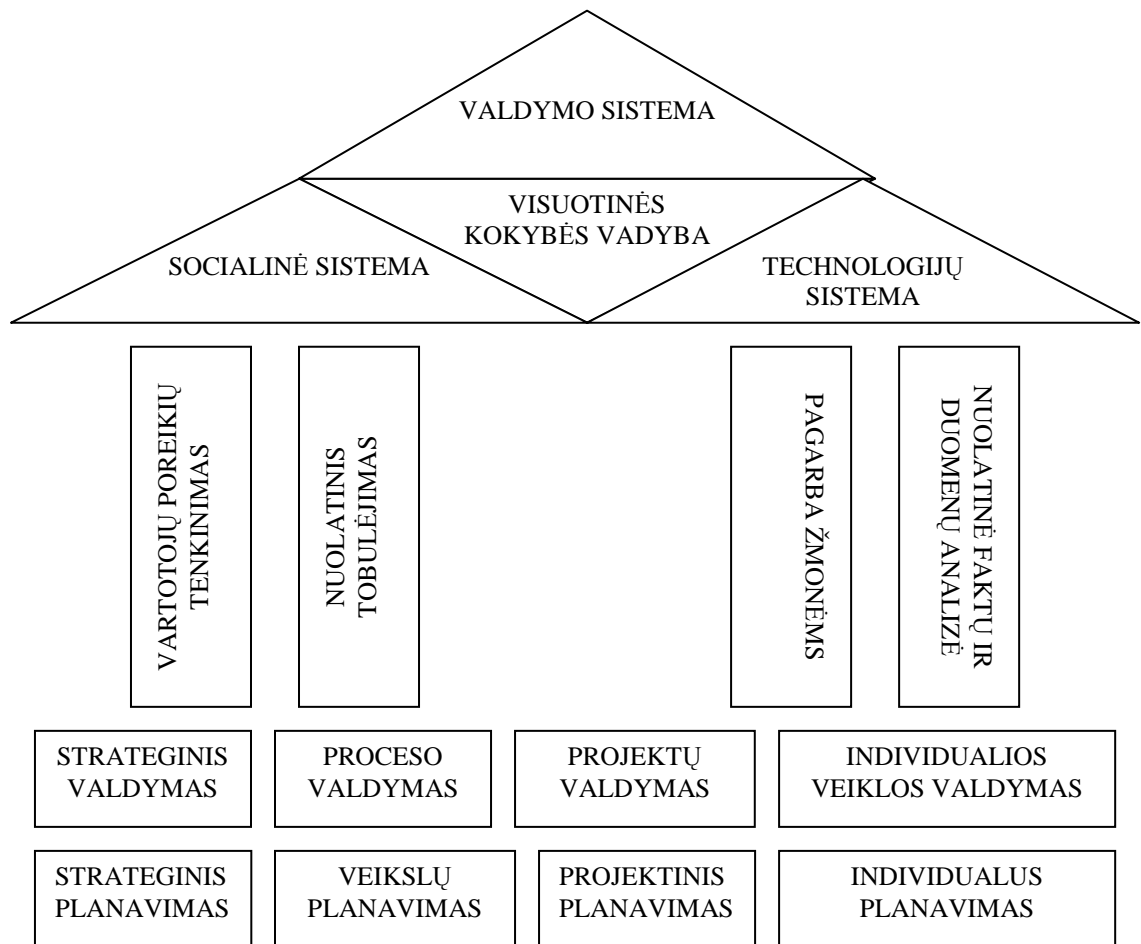 VALDYMO SISTEMA
VISUOTINĖS
KOKYBĖS VADYBA
SOCIALINĖ SISTEMA
TECHNOLOGIJŲ
SISTEMA
VARTOTOJŲ POREIKIŲ
TENKINIMAS
NUOLATINIS
TOBULĖJIMAS
PAGARBA ŽMONĖMS
NUOLATINĖ FAKTŲ IR
DUOMENŲ ANALIZĖ
STRATEGINIS
VALDYMAS
PROCESO
VALDYMAS
PROJEKTŲ
VALDYMAS
INDIVIDUALIOS
VEIKLOS VALDYMAS
STRATEGINIS
PLANAVIMAS
VEIKSLŲ
PLANAVIMAS
PROJEKTINIS
PLANAVIMAS
INDIVIDUALUS
PLANAVIMAS